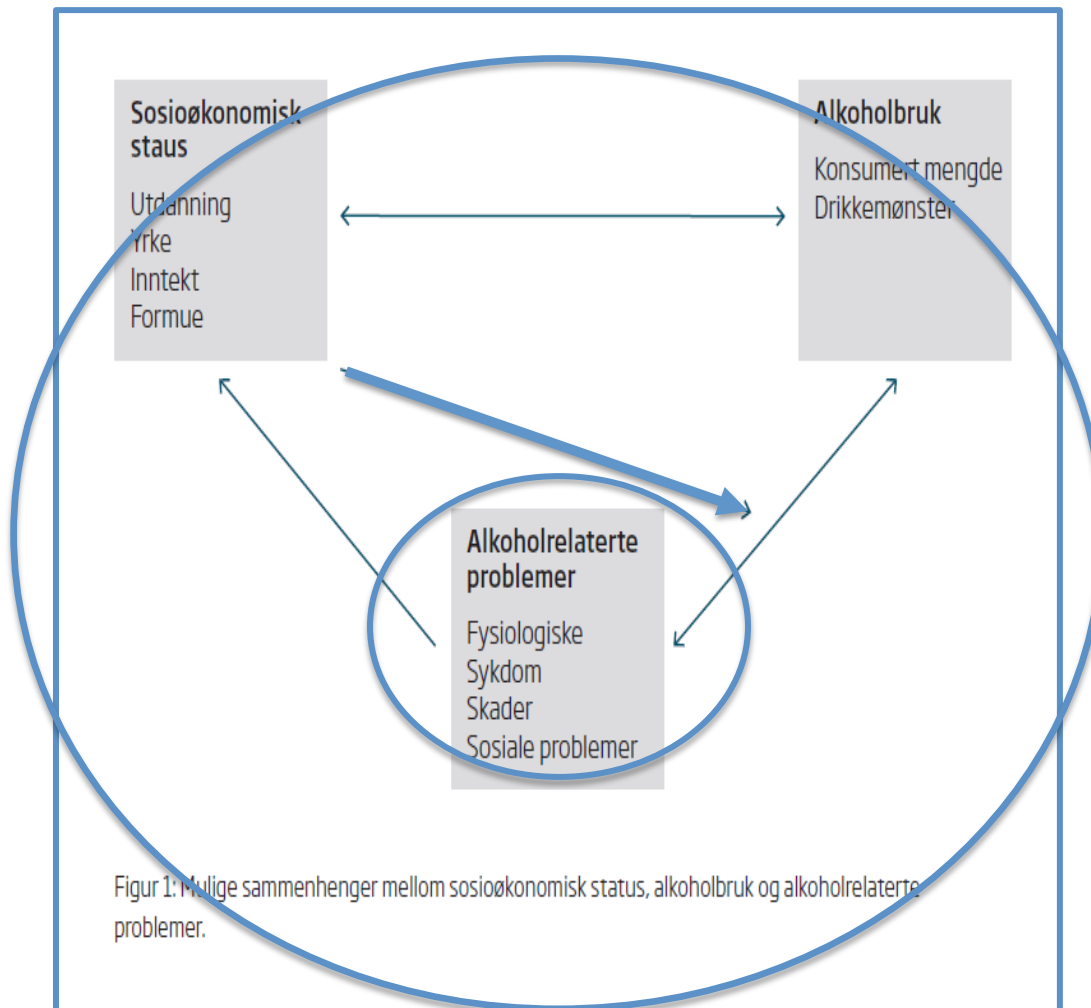 Sosioøkonomisk
staus
Utdanning
Yrke
Inntekt
Formue
Alkoholbruk
Konsumert mengde
Drikkemønster
Alkoholrelaterte
problemer
Fysiologiske
Sykdom
Skader
Sosiale problemer
Figur 1: Mulige sammenhenger mellom sosioøkonomisk status, alkoholbruk og alkoholrelaterte
problemer.